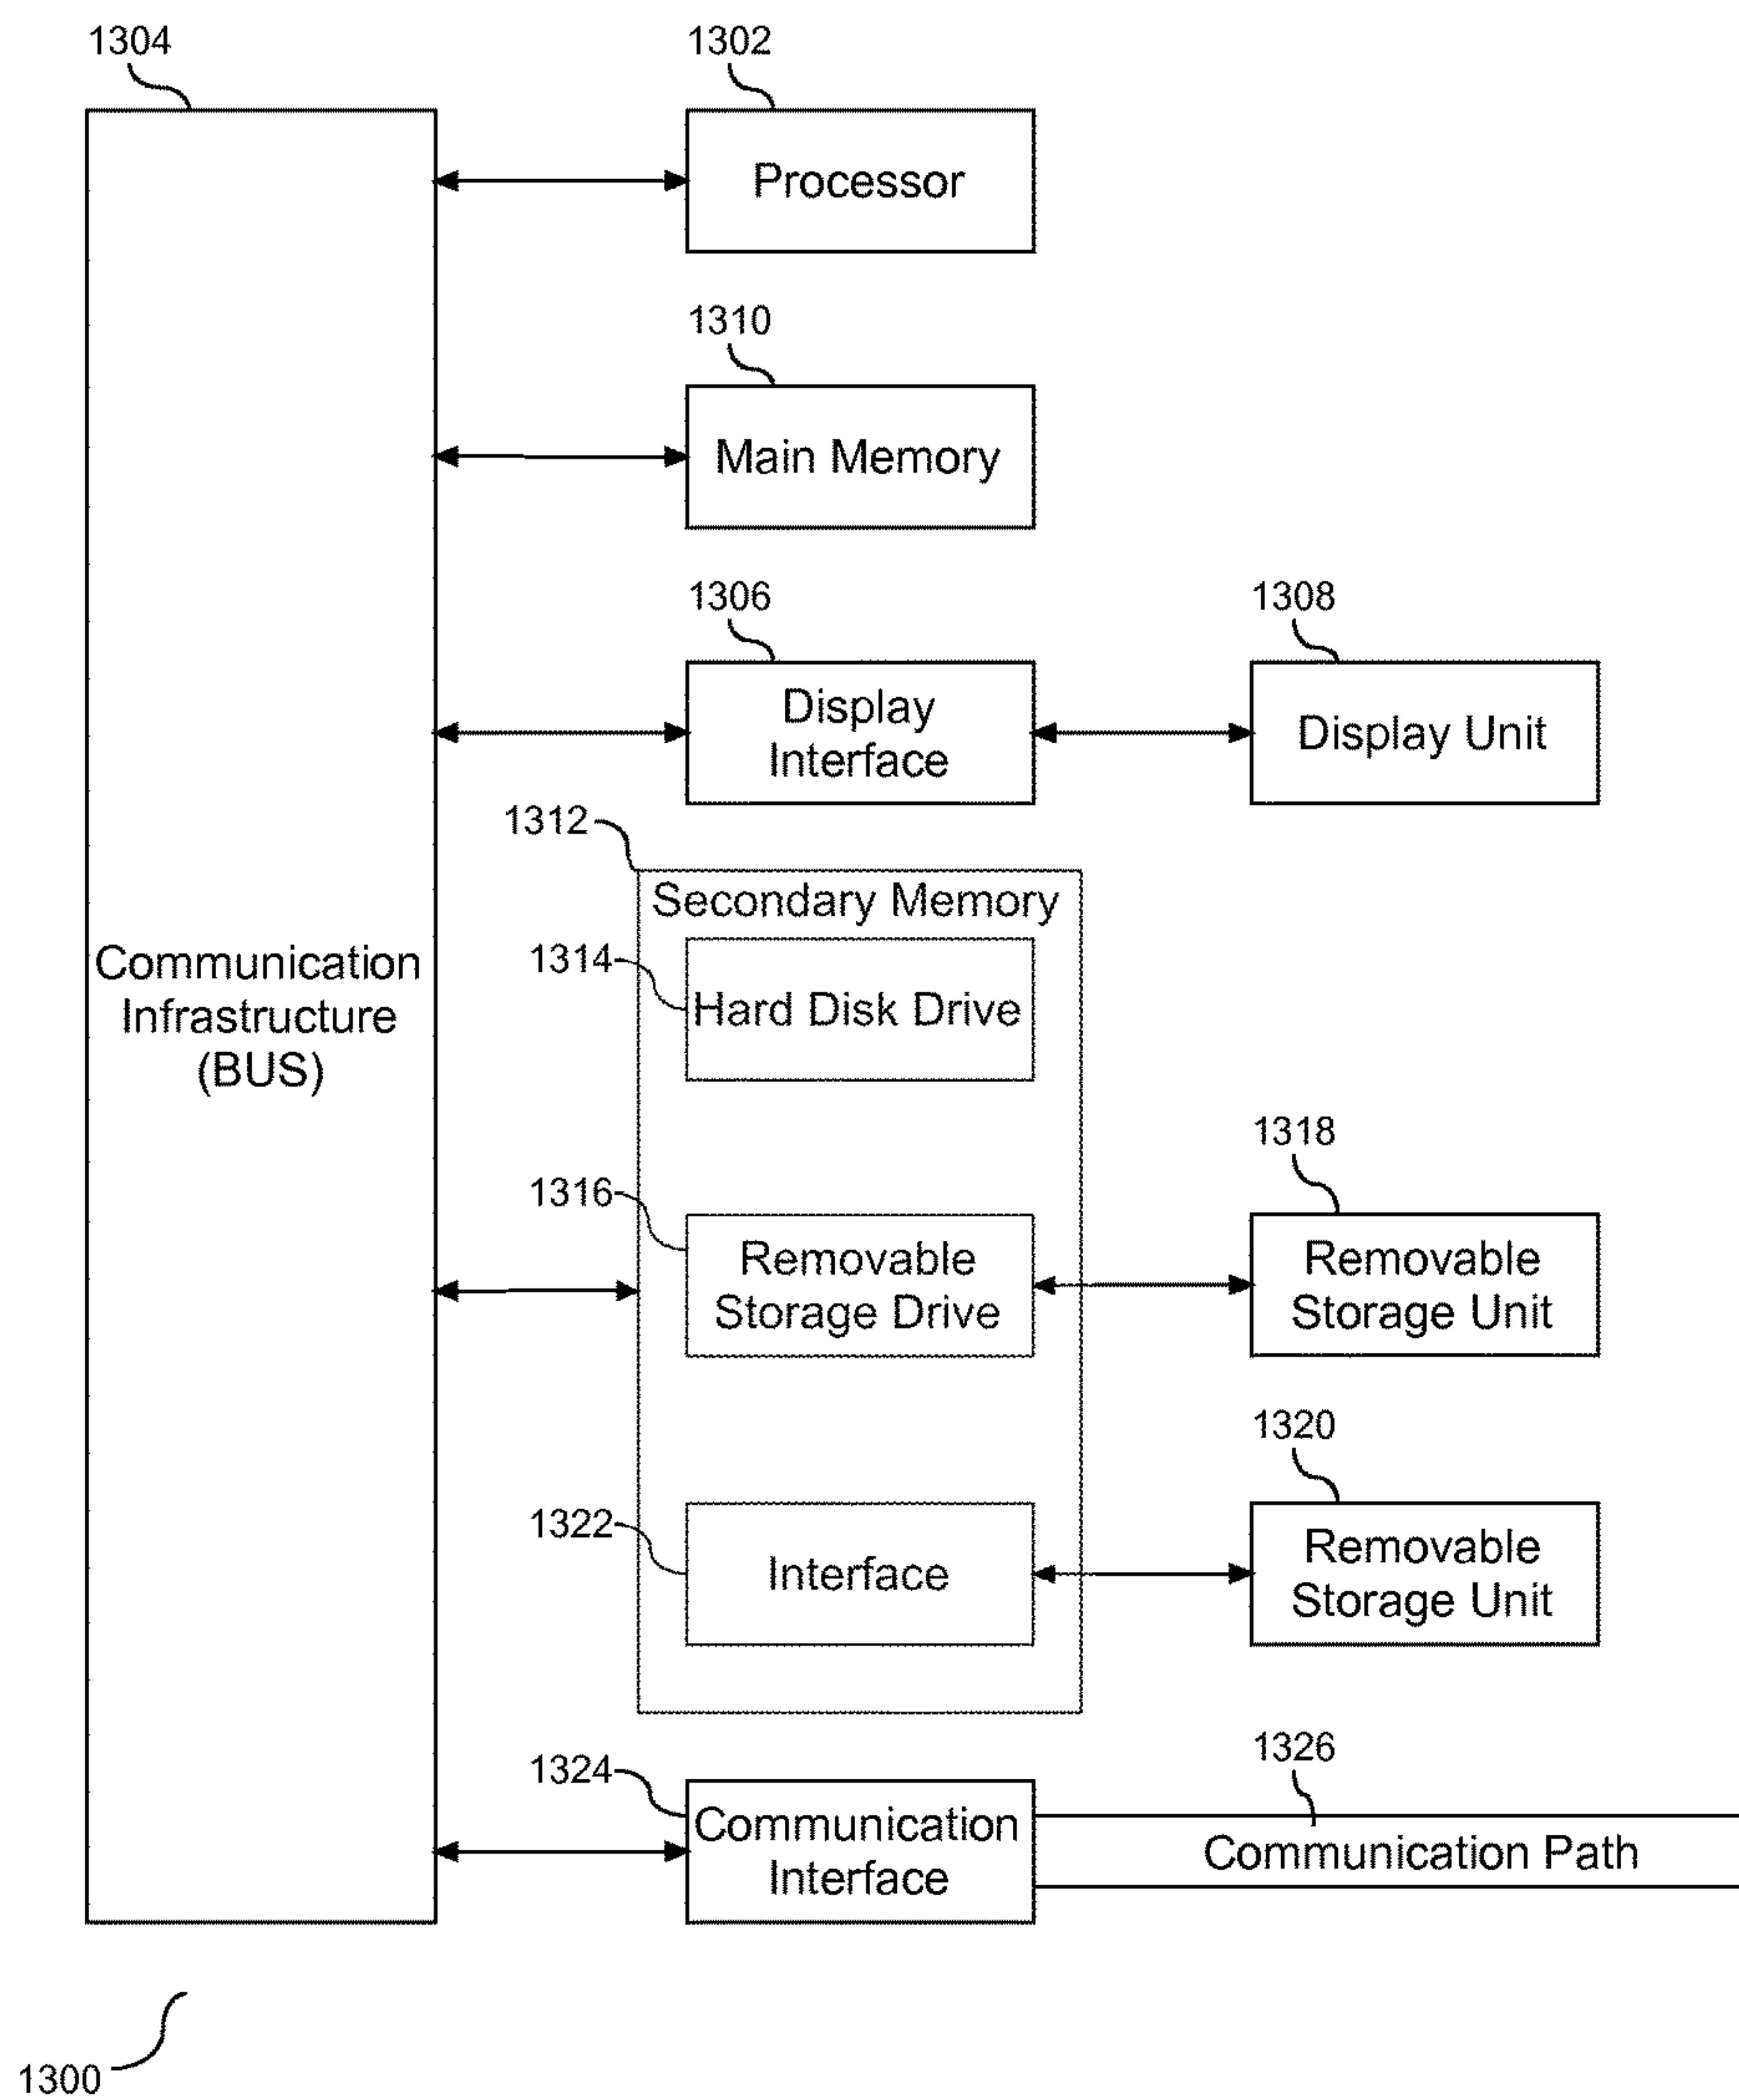 1304
1302
Processor
1310
Main Memory
1306
1308
Display
Interface
Display Unit
1312
Secondary Memory
1314
Hard Disk Drive
Communication
Infrastructure
(BUS)
1316
Removable
Storage Drive
1318
Removable
Storage Unit
1320
1322
Interface
Removable
Storage Unit
1324
Communication
Interface
1326
Communication Path
1300